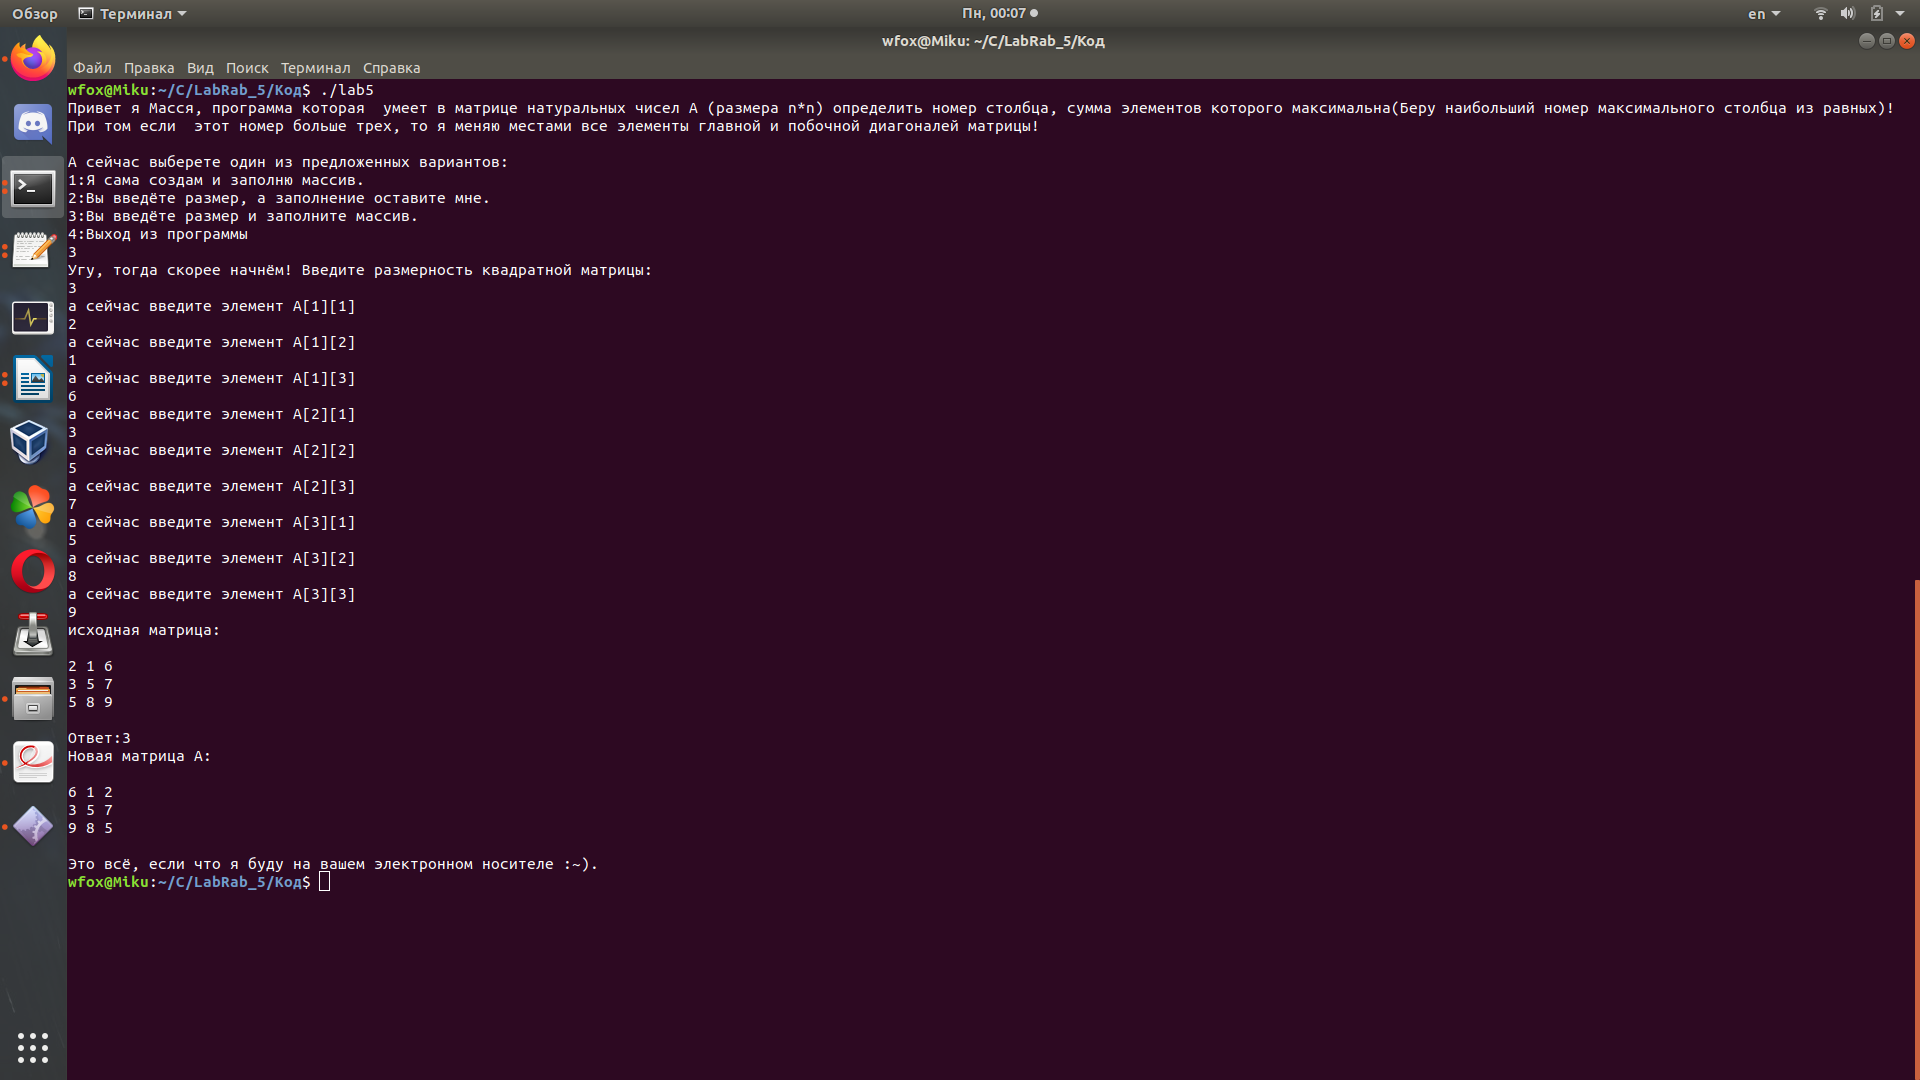 Обзор Терминал Пн, 00:07 en
wfox@Miku: ~/C/LabRab_5/Код
Файл Правка Вид Поиск Терминал Справка
wfox@Miku:~/C/LabRab_5/Код$ ./lab5
Привет я Масся, программа которая  умеет в матрице натуральных чисел А (размера n*n) определить номер столбца, сумма элементов которого максимальна(Беру наибольший номер максимального столбца из равных)!
При том если  этот номер больше трех, то я меняю местами все элементы главной и побочной диагоналей матрицы!
А сейчас выберете один из предложенных вариантов:
1:Я сама создам и заполню массив.
2:Вы введёте размер, а заполнение оставите мне.
3:Вы введёте размер и заполните массив.
4:Выход из программы
3
Угу, тогда скорее начнём! Введите размерность квадратной матрицы:
3
а сейчас введите элемент A[1][1]
2
а сейчас введите элемент A[1][2]
1
а сейчас введите элемент A[1][3]
6
а сейчас введите элемент A[2][1]
3
а сейчас введите элемент A[2][2]
5
а сейчас введите элемент A[2][3]
7
а сейчас введите элемент A[3][1]
5
а сейчас введите элемент A[3][2]
8
а сейчас введите элемент A[3][3]
9
исходная матрица:
2 1 6
3 5 7
5 8 9
Ответ:3
Новая матрица А:
6 1 2
3 5 7
9 8 5
Это всё, если что я буду на вашем электронном носителе :~).
wfox@Miku:~/C/LabRab_5/Код$